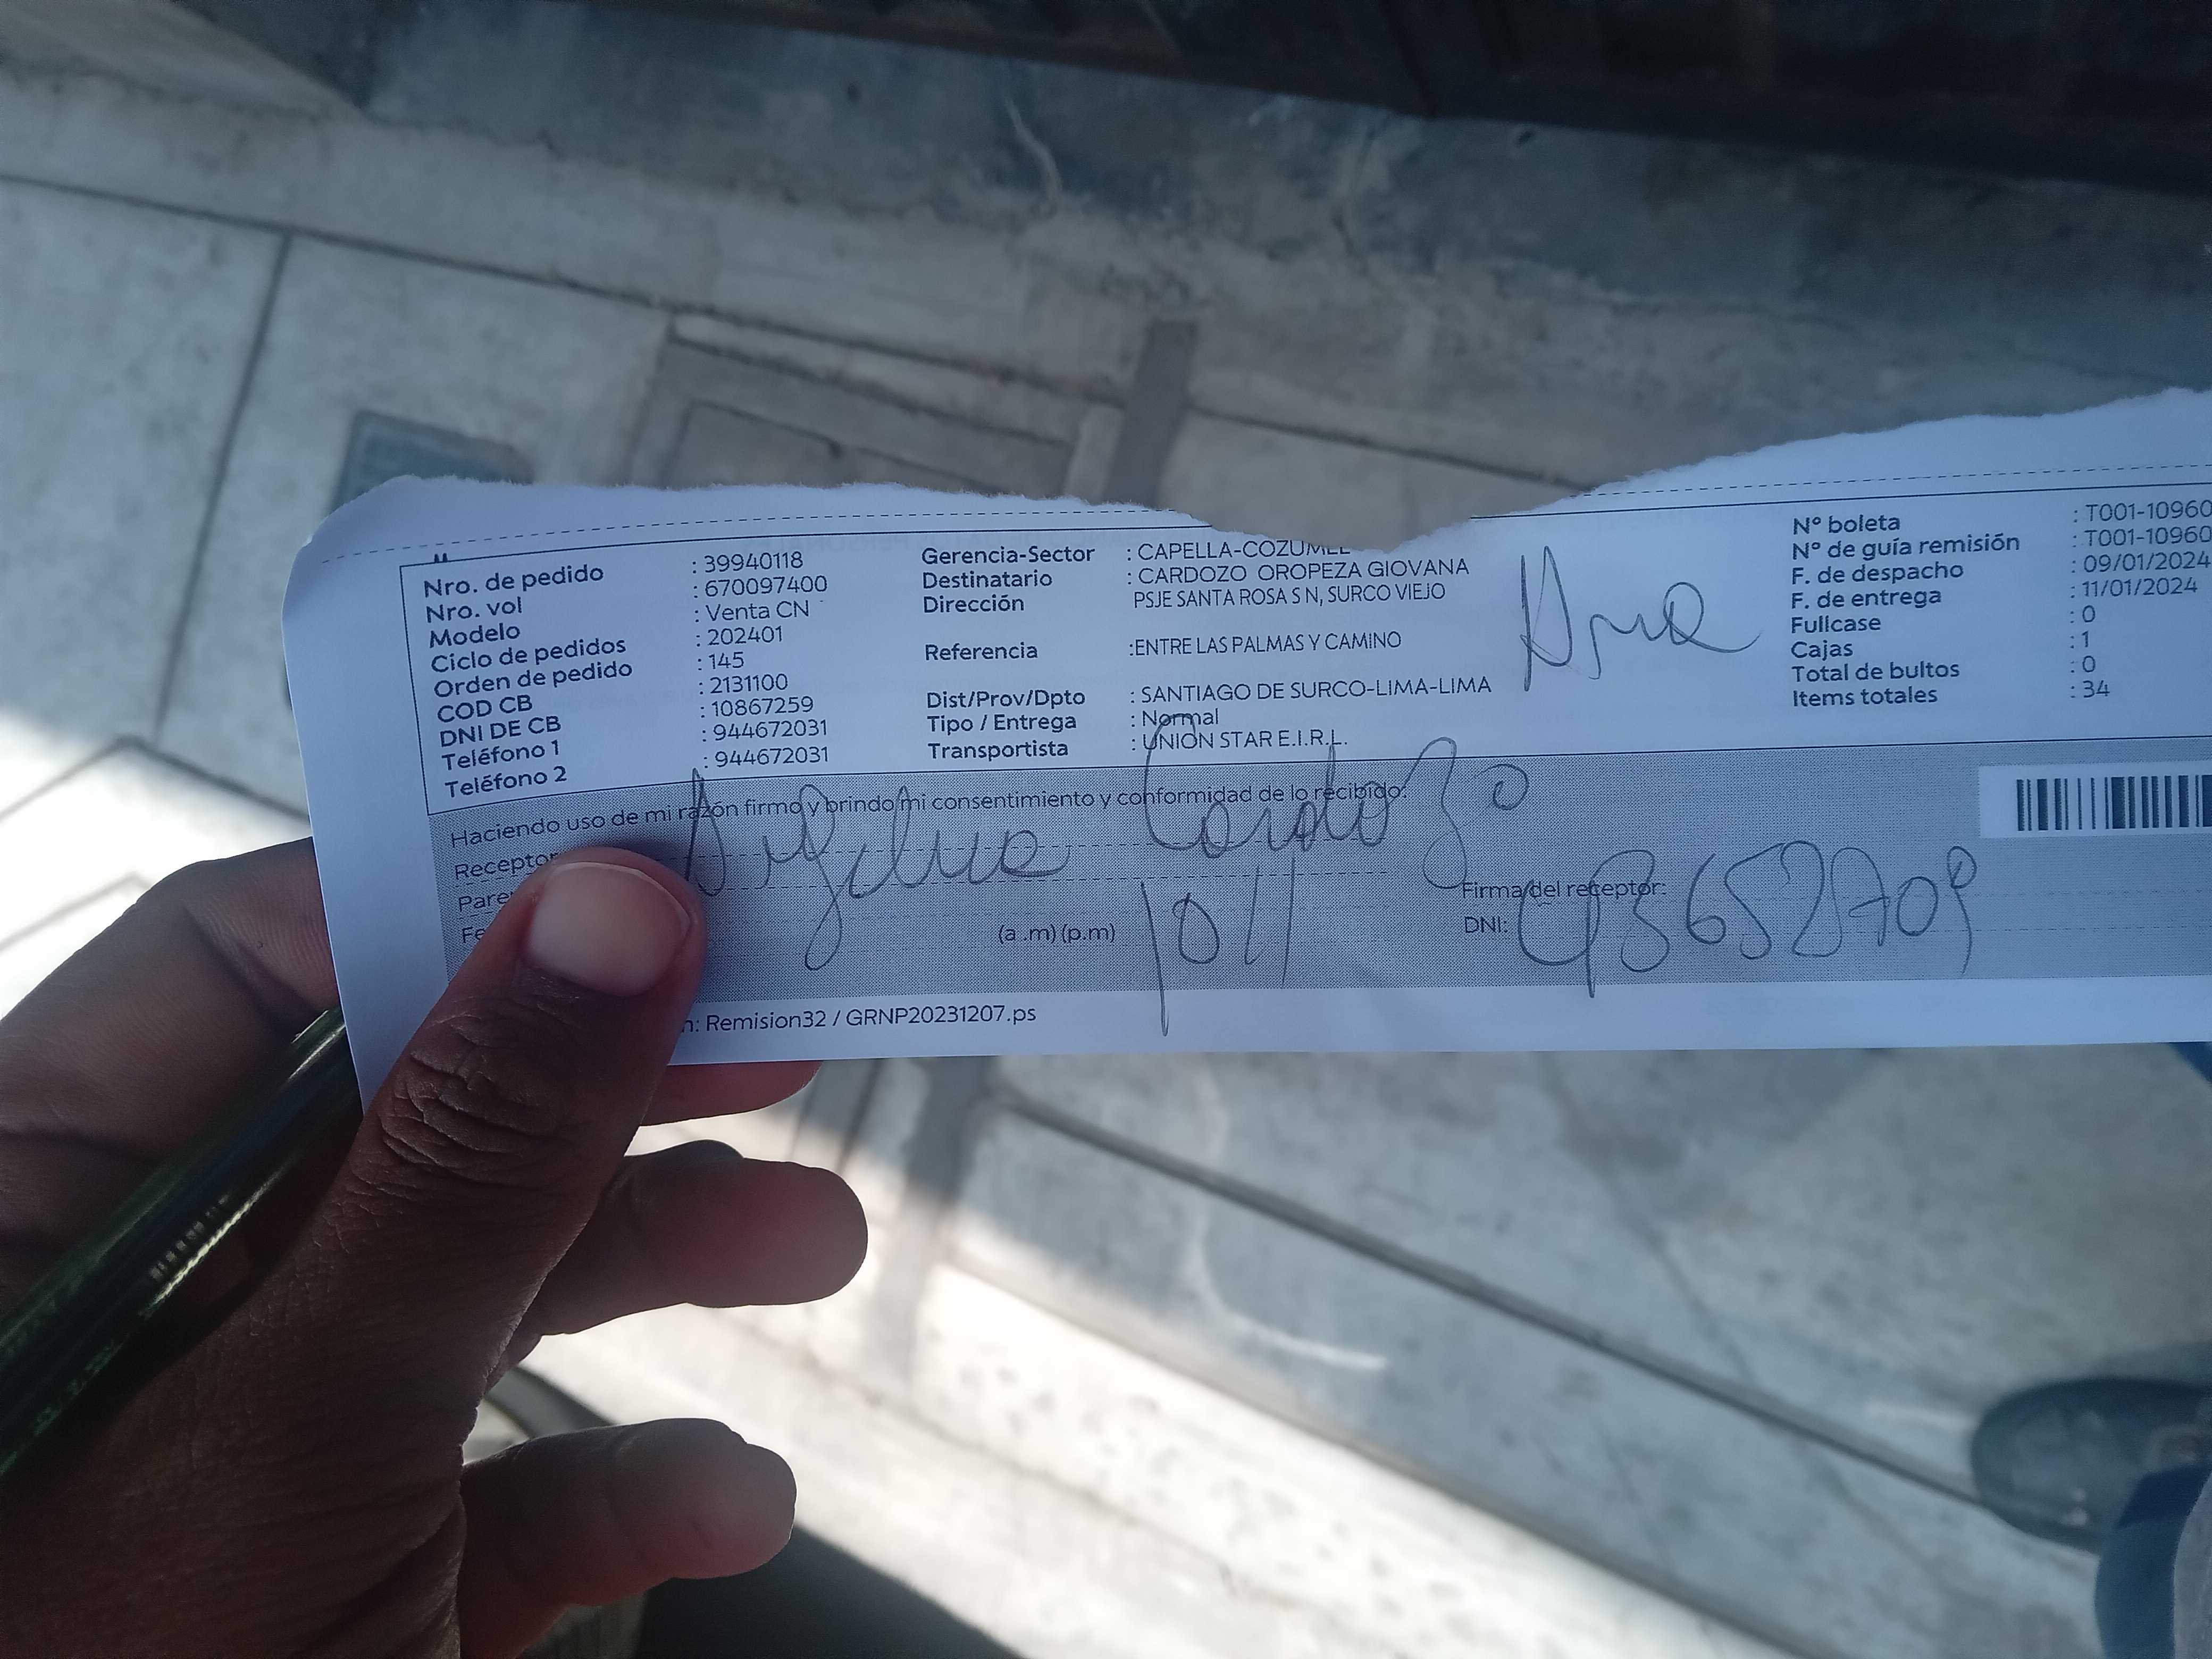 Nro. de pedido : 39940118
Nro. vol : 670097400
Modelo : Venta CN
Ciclo de pedidos : 202401
Orden de pedido : 145
COD CB : 2131100
DNI DE CB : 10867259
Teléfono 1 : 944672031
Teléfono 2 : 944672031
Gerencia-Sector : CAPELLA-COZUMEL
Destinatario : CARDOZO OROPEZA GIOVANA
Dirección PSJE SANTA ROSA S N, SURCO VIEJO
Referencia :ENTRE LAS PALMAS Y CAMINO
Dist/Prov/Dpto : SANTIAGO DE SURCO-LIMA-LIMA
Tipo / Entrega : Normal
Transportista : UNION STAR E.I.R.L.
Nº boleta : T001-10960
Nº de guía remisión : T001-10960
F. de despacho : 09/01/2024
F. de entrega : 11/01/2024
Fullcase : 0
Cajas : 1
Total de bultos : 0
Items totales : 34
Haciendo uso de mi razón firmo y brindo mi consentimiento y conformidad de lo recibido:
Receptor Cardozo
Firma del receptor:
(a .m) (p.m)
DNI:
: Remision32 / GRNP20231207.ps